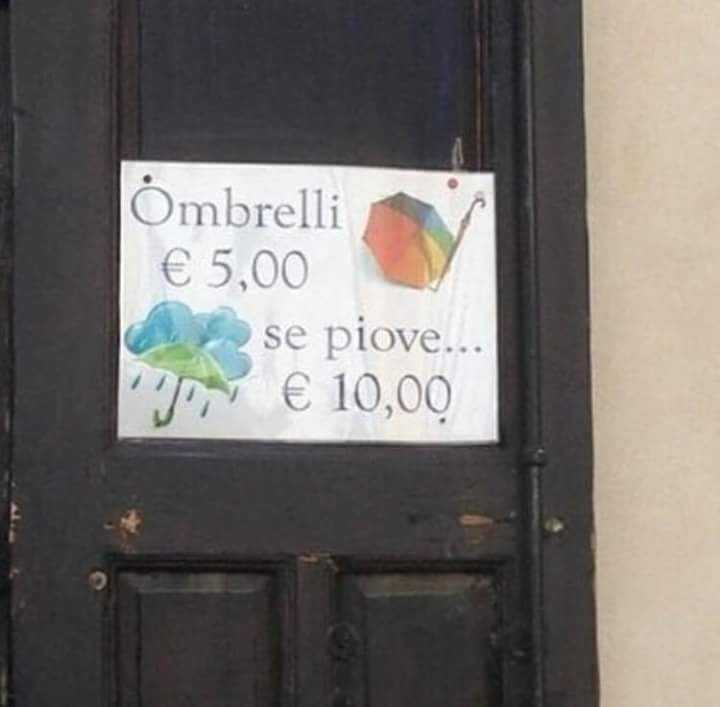 Ombrelli
€ 5,00
se piove...
€ 10,00